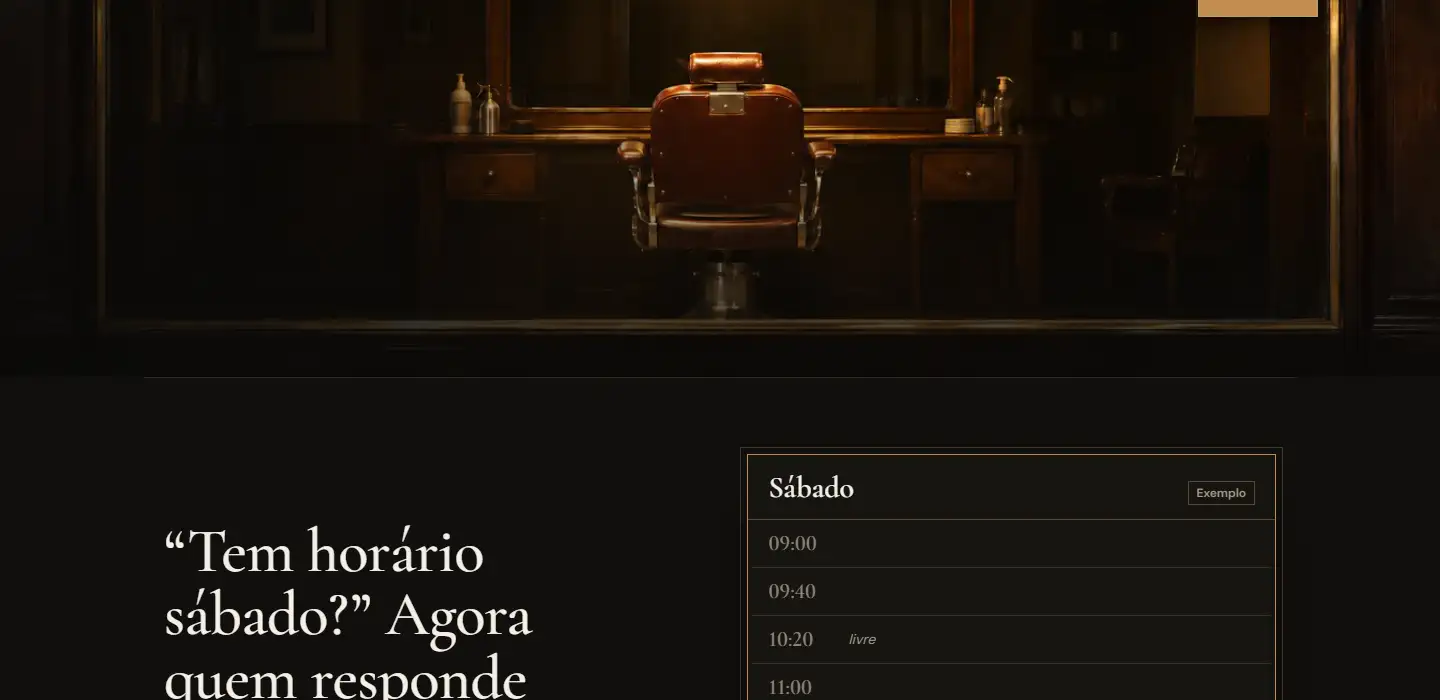 “Tem horário
sábado?” Agora
quem responde
Sábado
Exemplo
09:00
09:40
10:20 livre
11:00